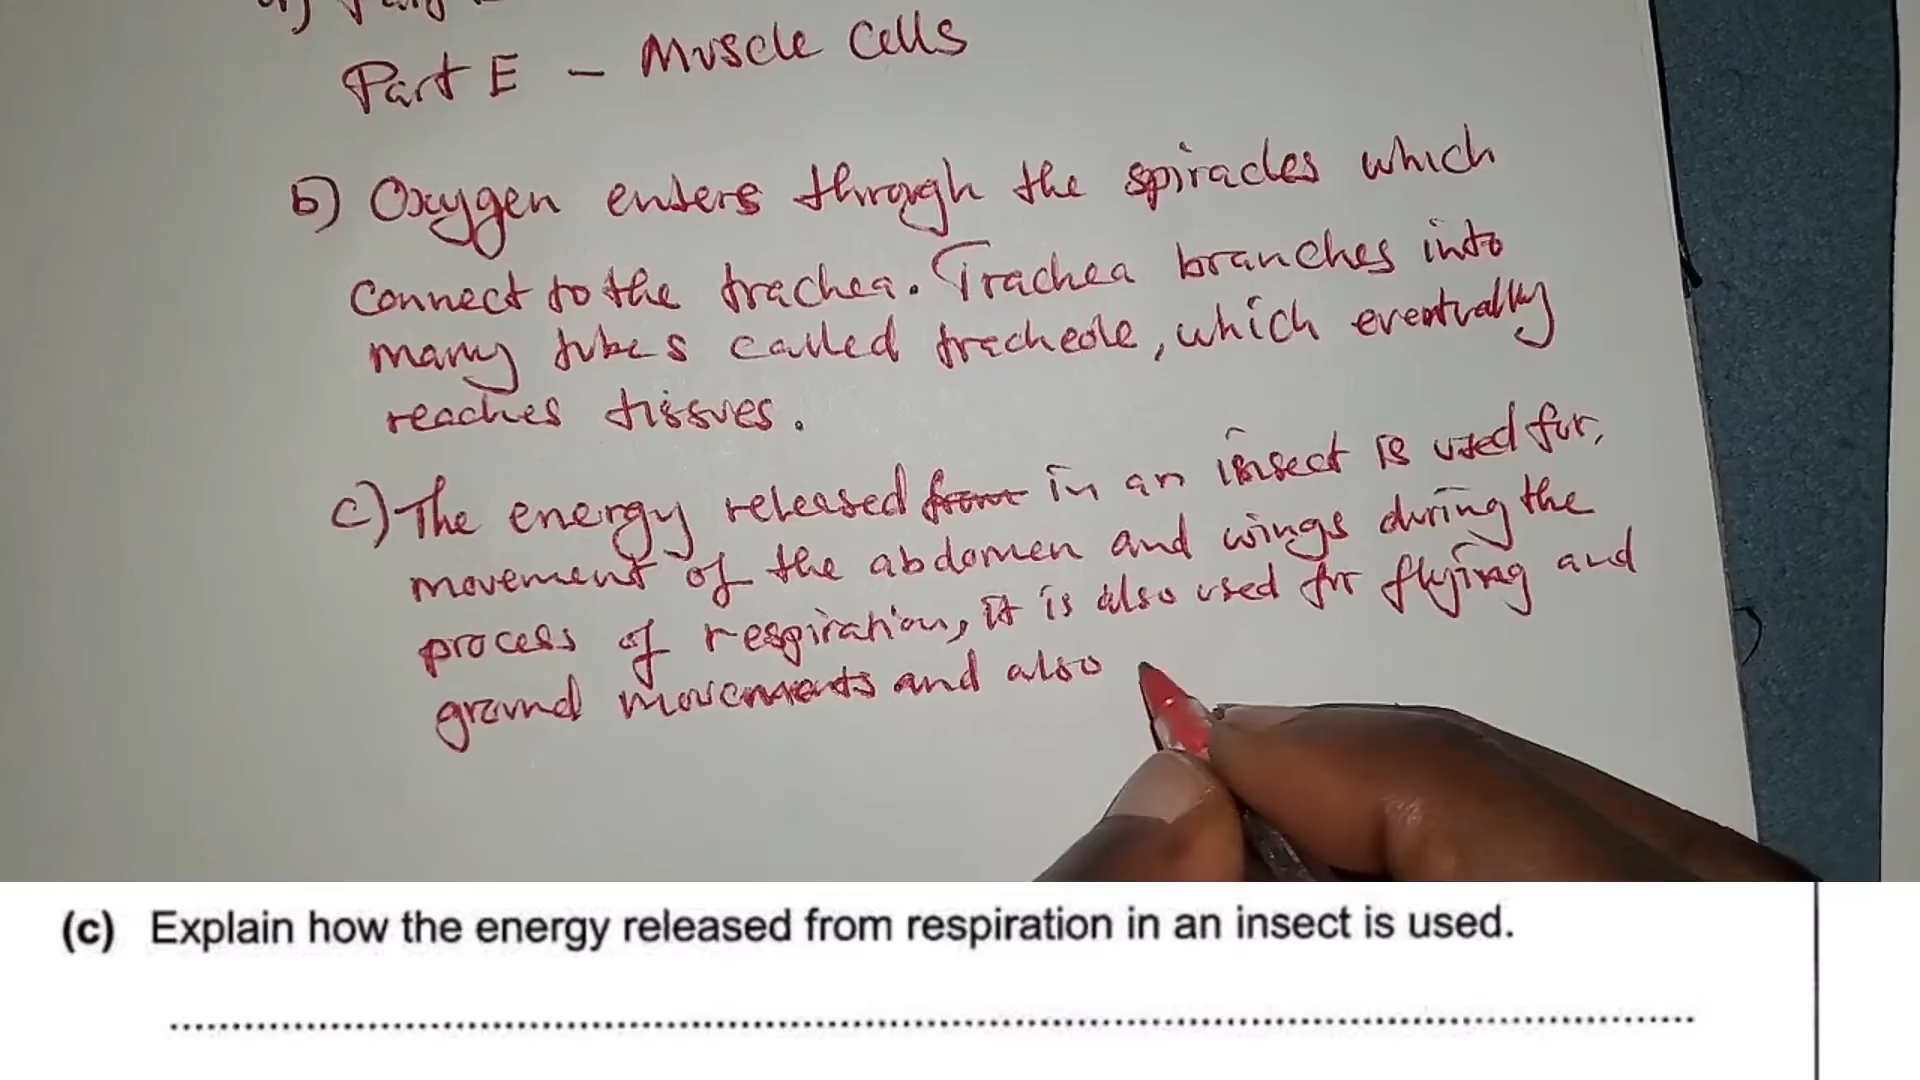 Part E - Muscle Cells
b) Oxygen enters through the spiracles which
connect to the trachea. Trachea branches into
many tubes called tracheole, which eventually
reaches tissues.
c) The energy released from in an insect is used for,
movement of the abdomen and wings during the
process of respiration, it is also used for flying and
ground movements and also
(c) Explain how the energy released from respiration in an insect is used.